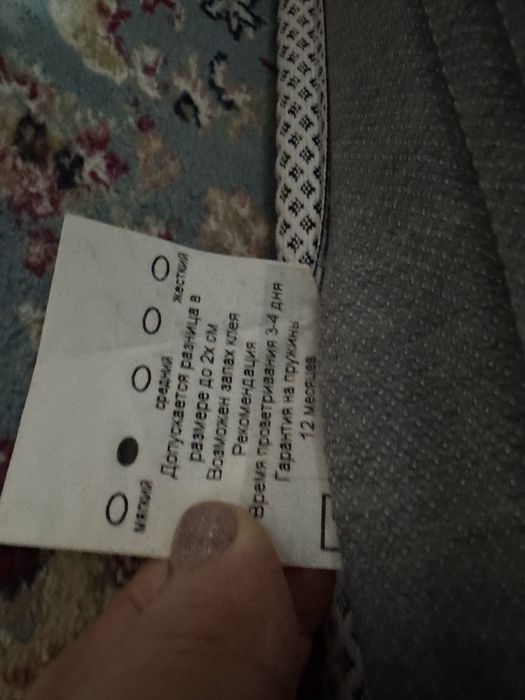 мягкий средний жесткий
Допускается разница в
размере до 2х см
Возможен запах клея
Рекомендация
Время проветривания 3-4 дня
Гарантия на пружины
12 месяцев